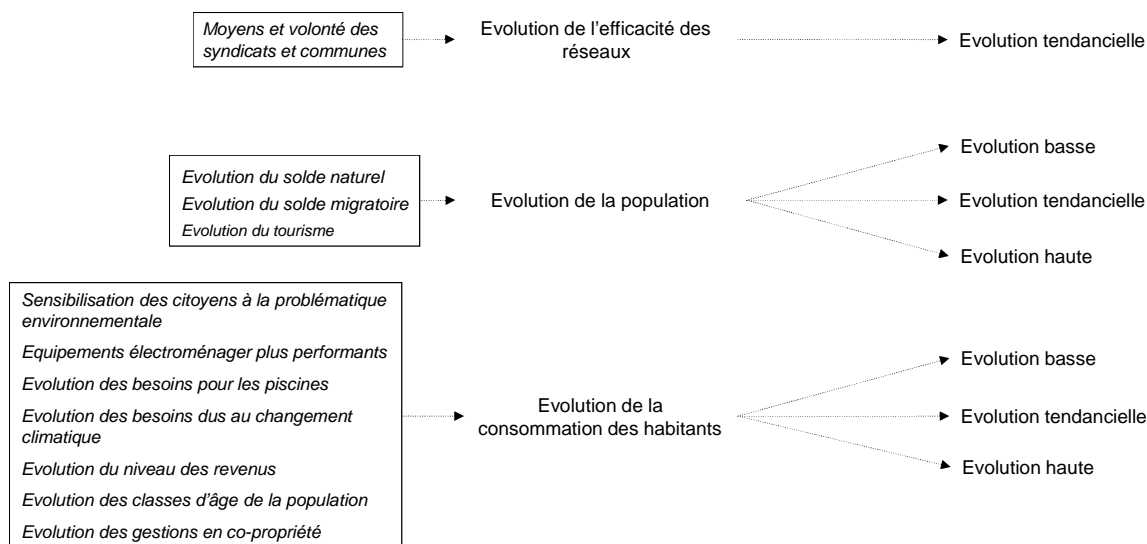 Moyens et volonté des
syndicats et communes
Evolution de l'efficacité des
réseaux
Evolution tendancielle
Evolution du solde naturel
Evolution du solde migratoire
Evolution du tourisme
Evolution de la population
Evolution basse
Evolution tendancielle
Evolution haute
Sensibilisation des citoyens à la problématique
environnementale
Equipements électroménager plus performants
Evolution des besoins pour les piscines
Evolution des besoins dus au changement
climatique
Evolution du niveau des revenus
Evolution des classes d'âge de la population
Evolution des gestions en co-propriété
Evolution de la
consommation des habitants
Evolution basse
Evolution tendancielle
Evolution haute